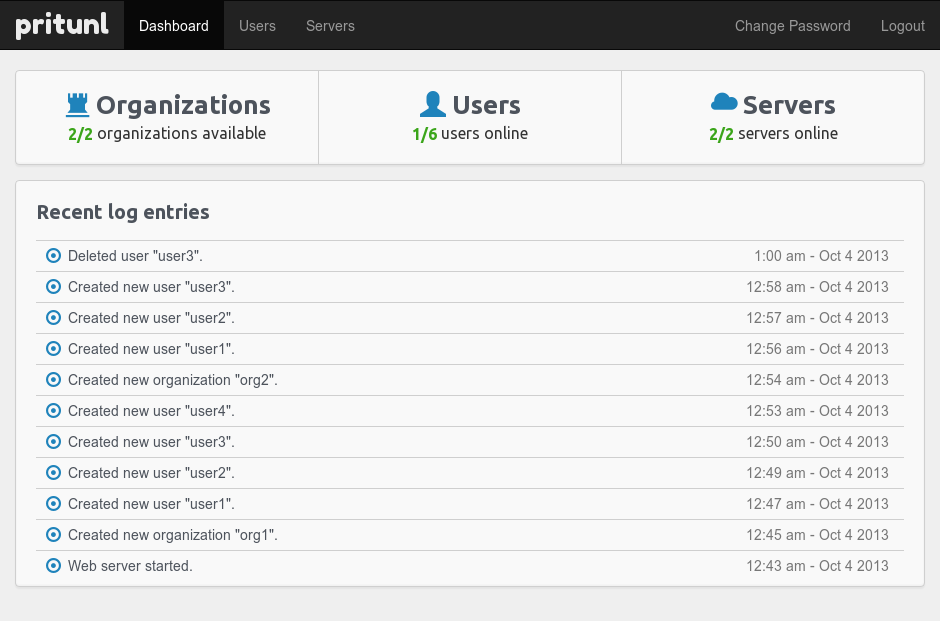 pritunl Dashboard Users Servers Change Password Logout
Organizations
2/2 organizations available
Users
1/6 users online
Servers
2/2 servers online
Recent log entries
Deleted user "user3". 1:00 am - Oct 4 2013
Created new user "user3". 12:58 am - Oct 4 2013
Created new user "user2". 12:57 am - Oct 4 2013
Created new user "user1". 12:56 am - Oct 4 2013
Created new organization "org2". 12:54 am - Oct 4 2013
Created new user "user4". 12:53 am - Oct 4 2013
Created new user "user3". 12:50 am - Oct 4 2013
Created new user "user2". 12:49 am - Oct 4 2013
Created new user "user1". 12:47 am - Oct 4 2013
Created new organization "org1". 12:45 am - Oct 4 2013
Web server started. 12:43 am - Oct 4 2013